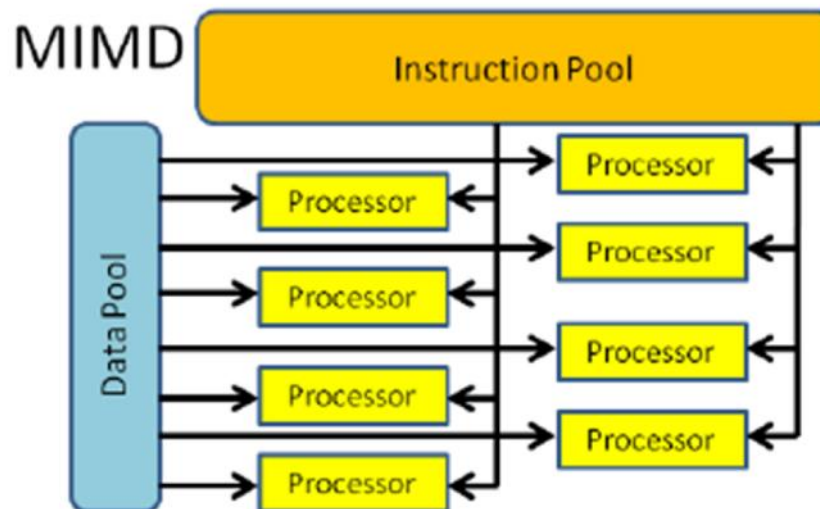 MIMD
Instruction Pool
Data Pool
Processor
Processor
Processor
Processor
Processor
Processor
Processor
Processor